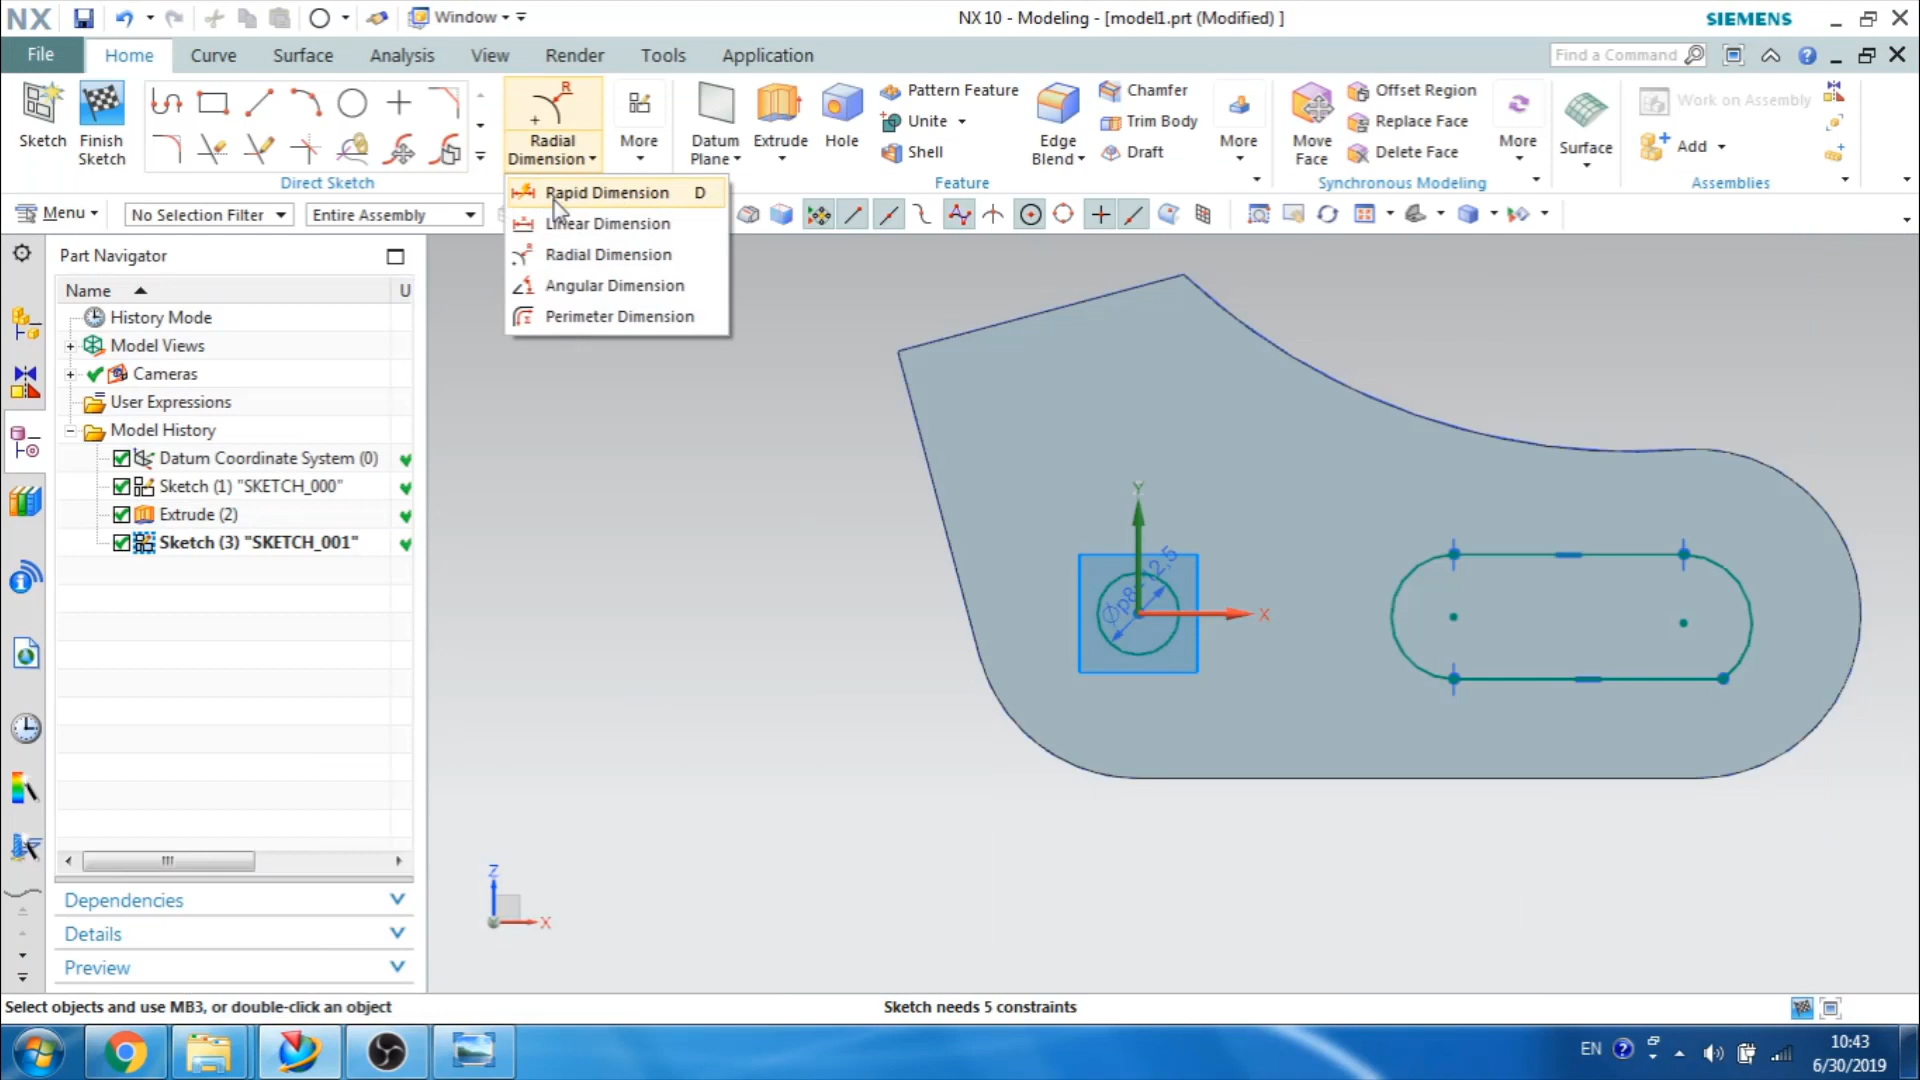 NX
Window
NX 10 - Modeling - [model1.prt (Modified) ]
SIEMENS
File
Home
Curve
Surface
Analysis
View
Render
Tools
Application
Find a Command
Sketch
Finish
Sketch
Direct Sketch
Radial
Dimension
More
Datum
Plane
Extrude
Hole
Pattern Feature
Unite
Shell
Feature
Edge
Blend
Chamfer
Trim Body
Draft
More
Move
Face
Offset Region
Replace Face
Delete Face
Synchronous Modeling
More
Surface
Work on Assembly
Add
Assemblies
Menu
No Selection Filter
Entire Assembly
Rapid Dimension D
Linear Dimension
Radial Dimension
Angular Dimension
Perimeter Dimension
Part Navigator
Name
U
History Mode
Model Views
Cameras
User Expressions
Model History
Datum Coordinate System (0)
Sketch (1) "SKETCH_000"
Extrude (2)
Sketch (3) "SKETCH_001"
Dependencies
Details
Preview
Y
X
Z
X
Select objects and use MB3, or double-click an object
Sketch needs 5 constraints
EN
10:43
6/30/2019